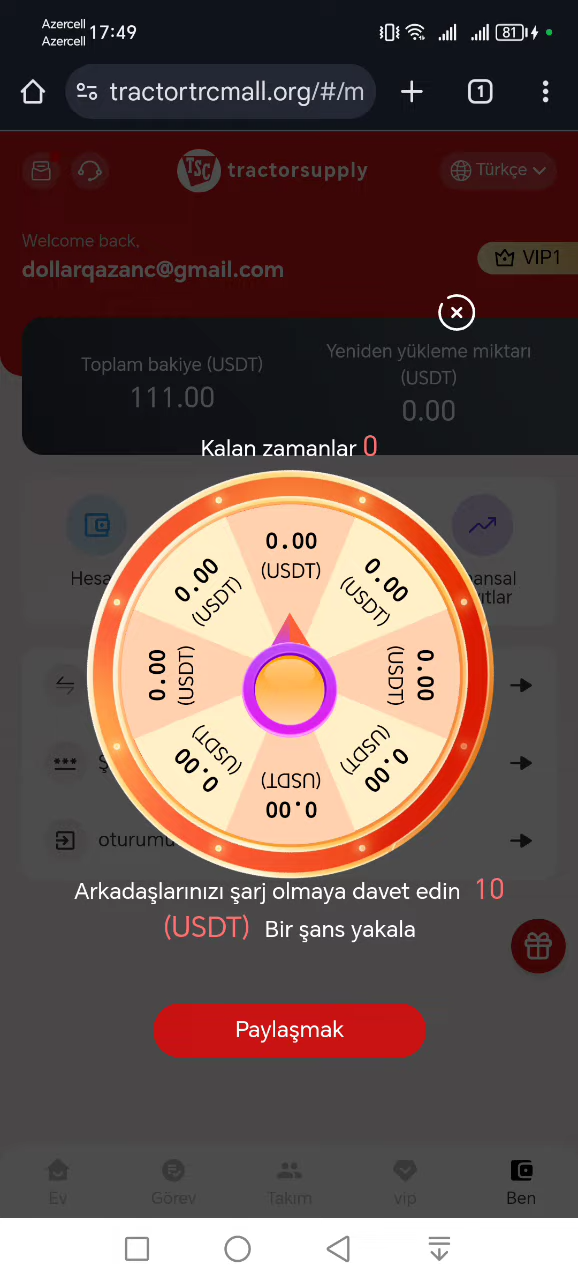 Azercell
Azercell
17:49
81
tractortrcmall.org/#/m
1
TSC
tractorsupply
Türkçe
Welcome back,
dollarqazanc@gmail.com
VIP1
Toplam bakiye (USDT)
111.00
Yeniden yükleme miktarı
(USDT)
0.00
Kalan zamanlar 0
0.00
(USDT)
0.00
(USDT)
0.00
(USDT)
0.00
(USDT)
0.00
(USDT)
0.00
(USDT)
0.00
(USDT)
0.00
(USDT)
Hesa
ansal
ıtlar
Ş
oturumu
Arkadaşlarınızı şarj olmaya davet edin 10
(USDT) Bir şans yakala
Paylaşmak
Ev
Görev
Takım
vip
Ben